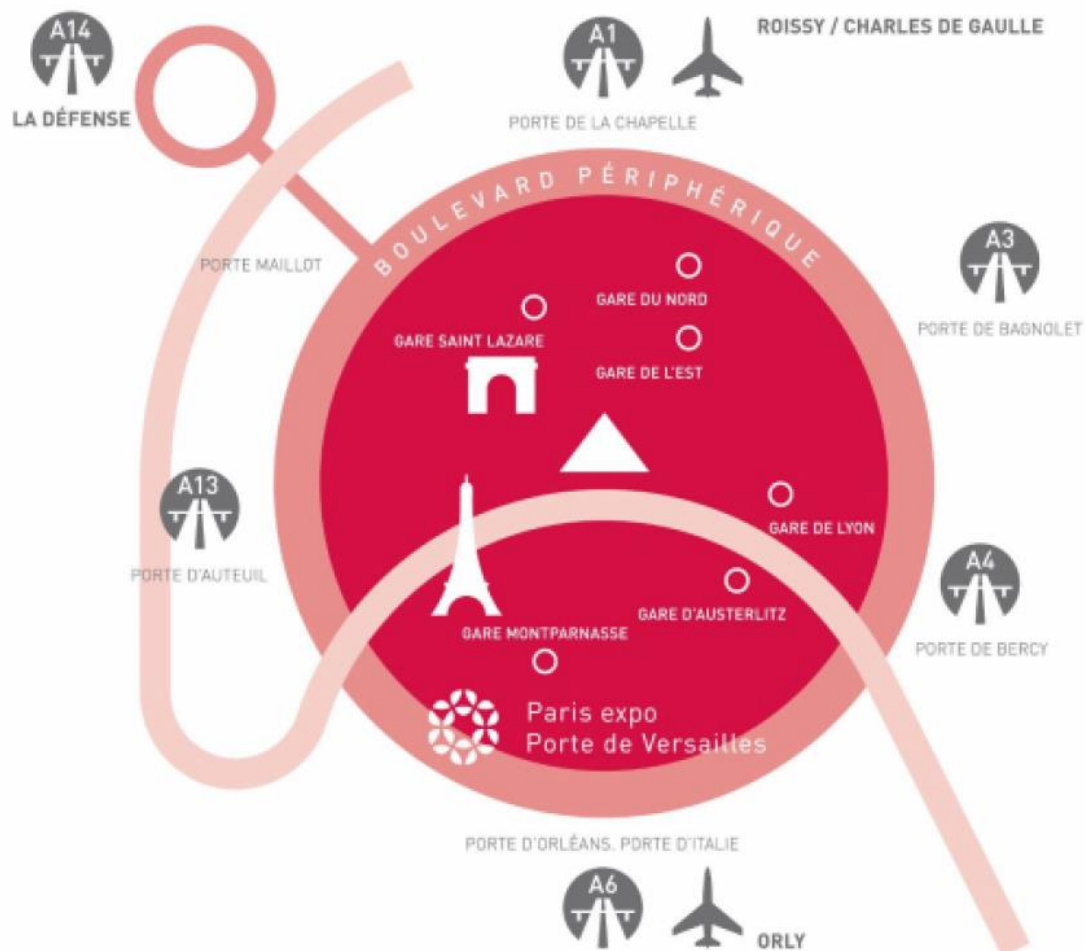 A14
LA DÉFENSE
A1
ROISSY / CHARLES DE GAULLE
PORTE DE LA CHAPELLE
BOULEVARD PÉRIPHÉRIQUE
PORTE MAILLOT
A3
PORTE DE BAGNOLET
GARE DU NORD
GARE SAINT LAZARE
GARE DE L'EST
A13
PORTE D'AUTEUIL
GARE DE LYON
A4
PORTE DE BERCY
GARE D'AUSTERLITZ
GARE MONTPARNASSE
Paris expo
Porte de Versailles
PORTE D'ORLÉANS. PORTE D'ITALIE
A6
ORLY